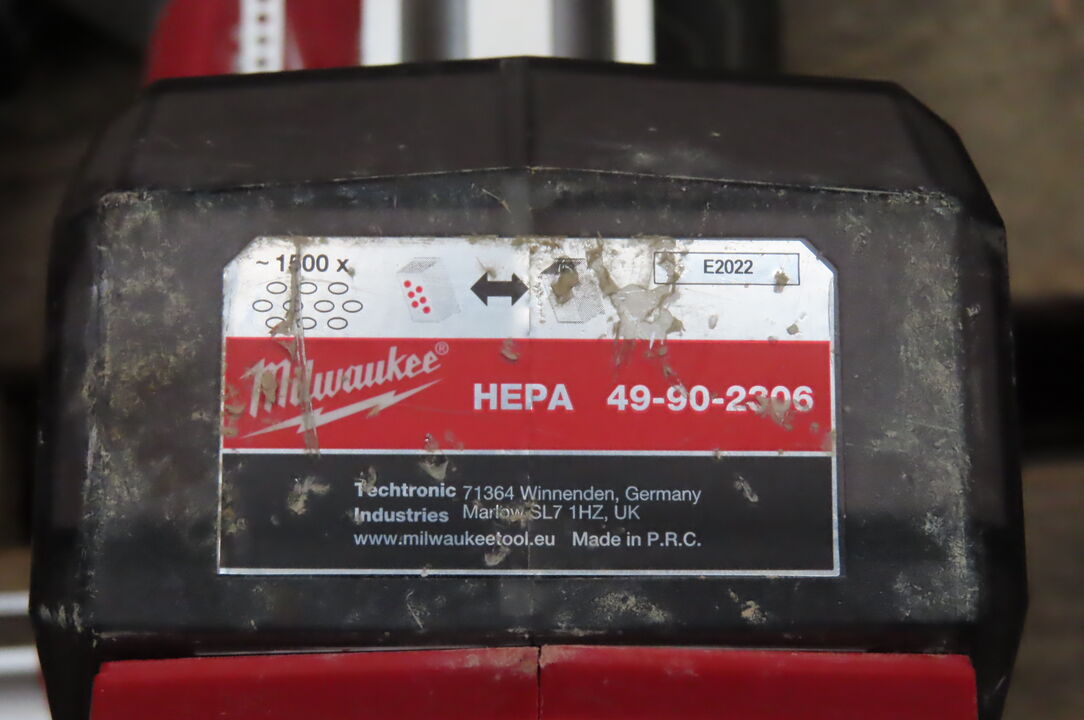 ~ 1500 x
E2022
Milwaukee®
HEPA 49-90-2306
Techtronic 71364 Winnenden, Germany
Industries Marlow SL7 1HZ, UK
www.milwaukeetool.eu Made in P.R.C.